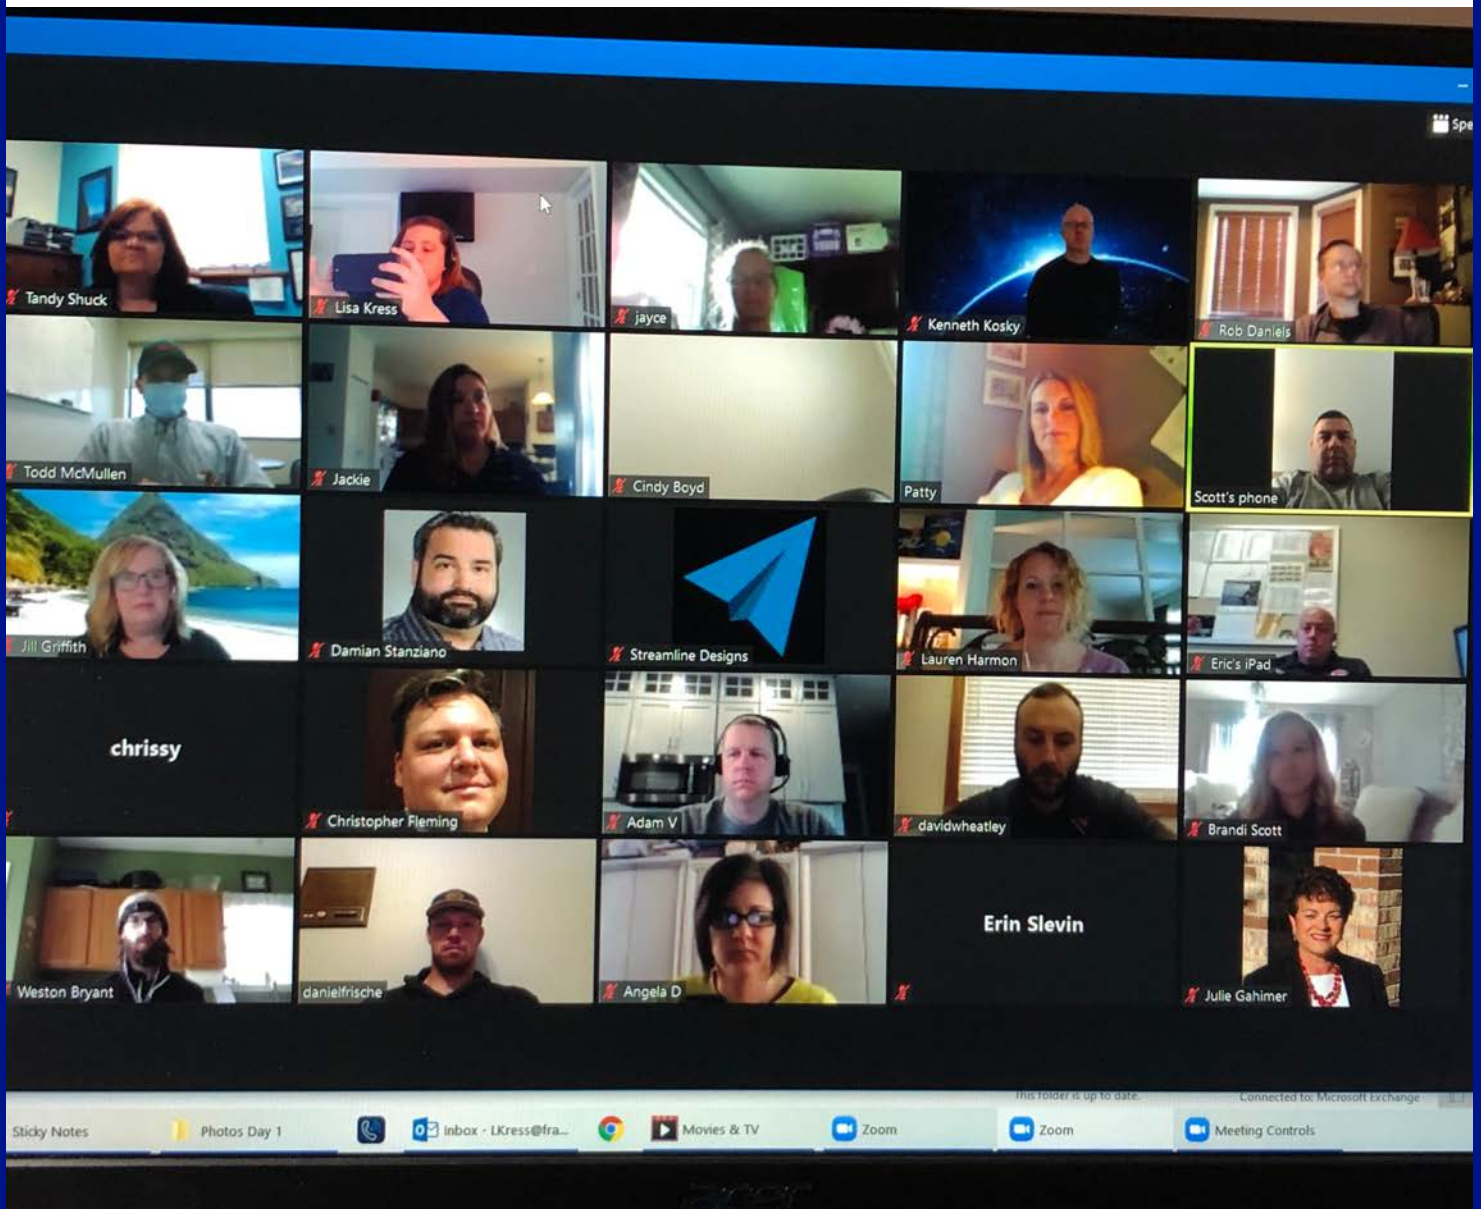 Spe
Tandy Shuck
Lisa Kress
jayce
Kenneth Kosky
Rob Daniels
Todd McMullen
Jackie
Cindy Boyd
Patty
Scott's phone
Jill Griffith
Damian Stanziano
Streamline Designs
Lauren Harmon
Eric's iPad
chrissy
Christopher Fleming
Adam V
davidwheatley
Brandi Scott
Weston Bryant
danielfrische
Angela D
Erin Slevin
Julie Gahimer
This folder is up to date.
Connected to: Microsoft Exchange
Sticky Notes
Photos Day 1
Inbox - LKress@fra...
Movies & TV
Zoom
Zoom
Meeting Controls
acer